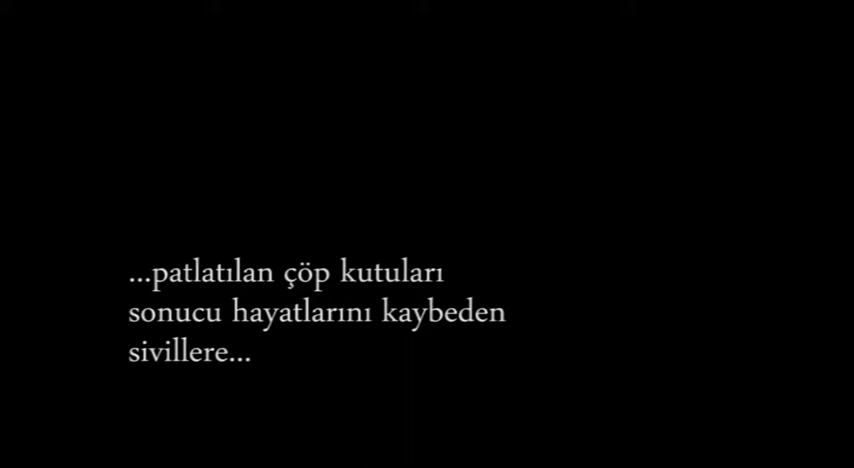 ...patlatılan çöp kutuları
sonucu hayatlarını kaybeden
sivillere...